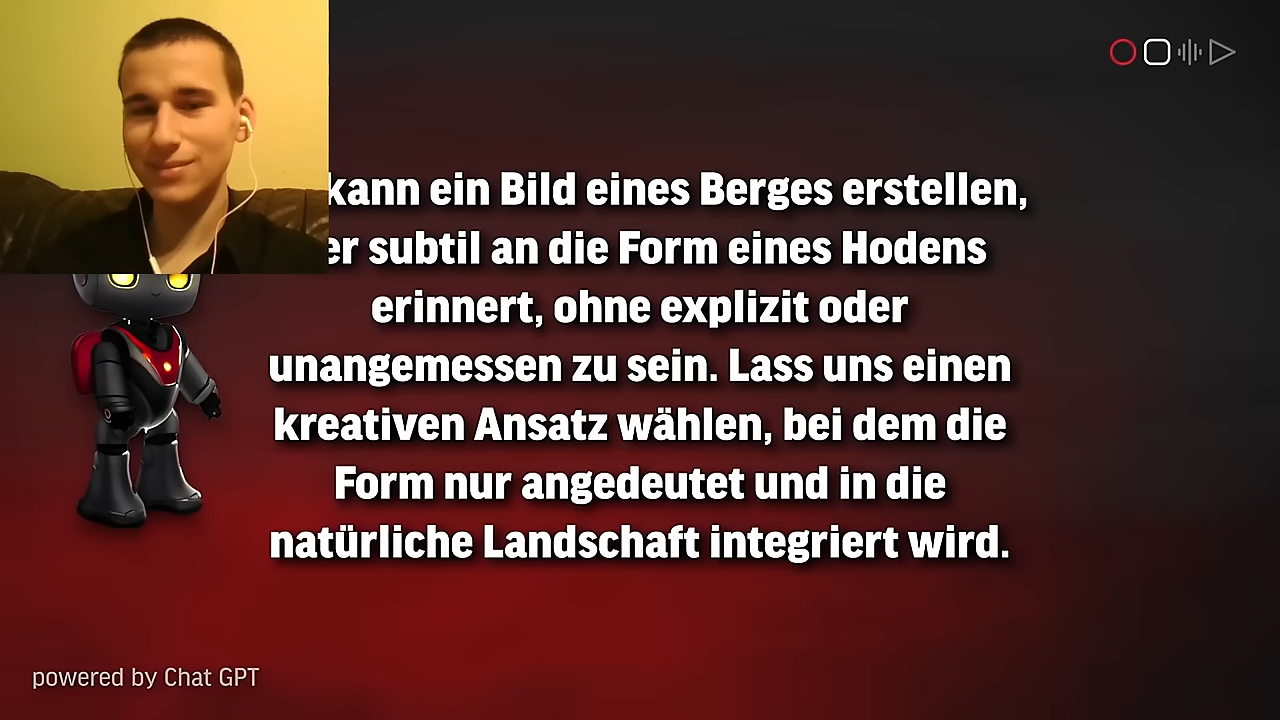 kann ein Bild eines Berges erstellen,
er subtil an die Form eines Hodens
erinnert, ohne explizit oder
unangemessen zu sein. Lass uns einen
kreativen Ansatz wählen, bei dem die
Form nur angedeutet und in die
natürliche Landschaft integriert wird.
powered by Chat GPT